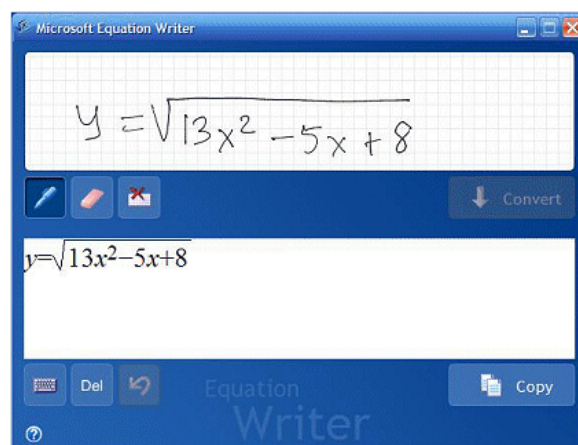 Microsoft Equation Writer
y = √13x² - 5x + 8
Convert
y=√13x²−5x+8
Del
Copy
Equation
Writer